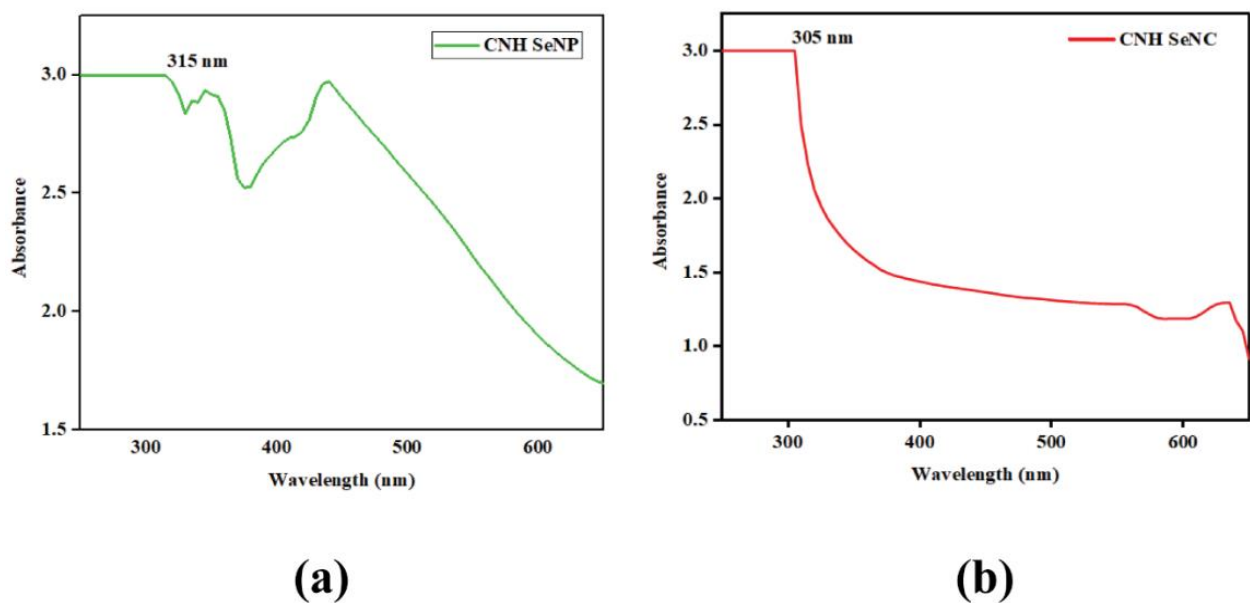 CNH SeNP
315 nm
3.0
2.5
2.0
1.5
Absorbance
300 400 500 600
Wavelength (nm)
(a)
CNH SeNC
305 nm
3.0
2.5
2.0
1.5
1.0
0.5
Absorbance
300 400 500 600
Wavelength (nm)
(b)